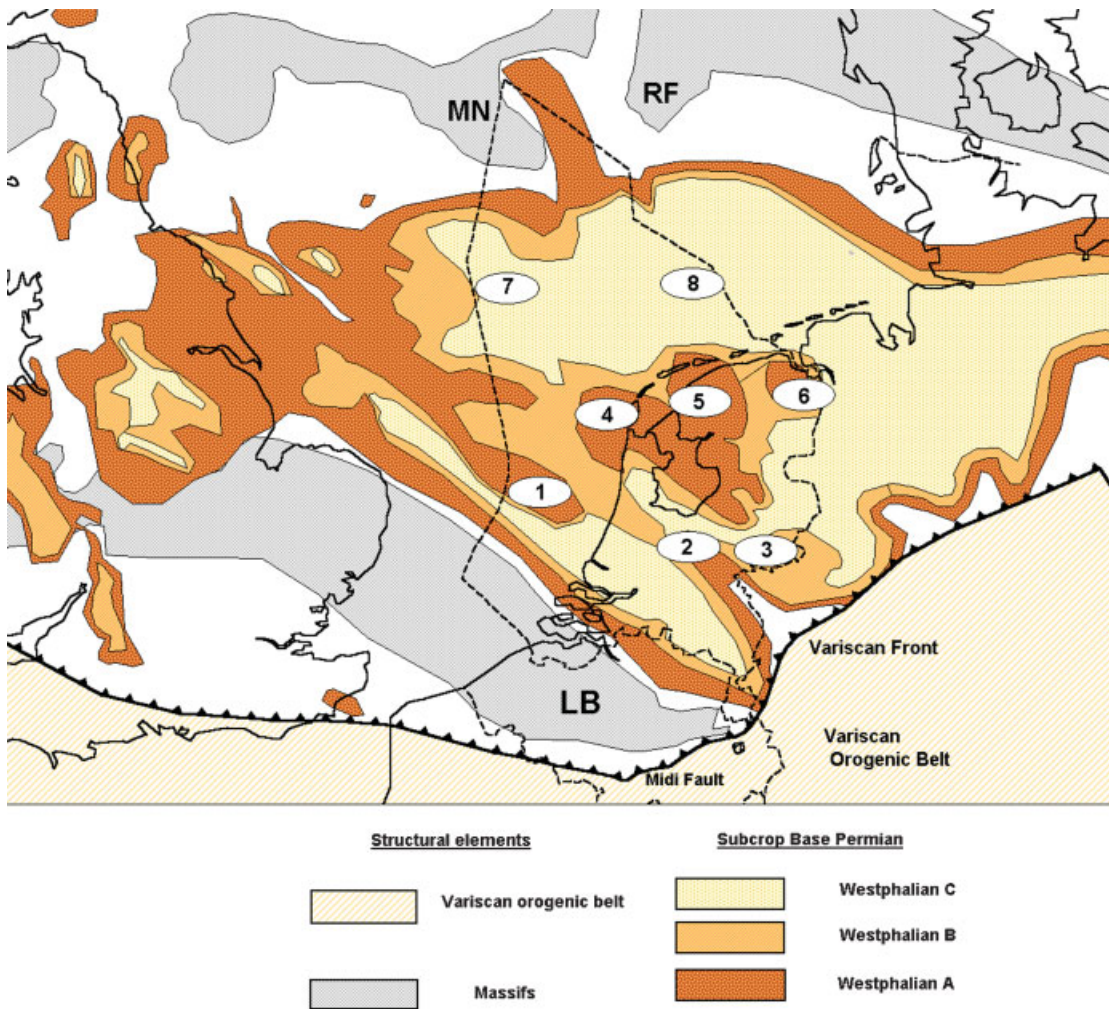 MN
RF
7
8
4
5
6
1
2
3
Variscan Front
LB
Variscan
Orogenic Belt
Midi Fault
Structural elements
Subcrop Base Permian
Variscan orogenic belt
Westphalian C
Westphalian B
Massifs
Westphalian A